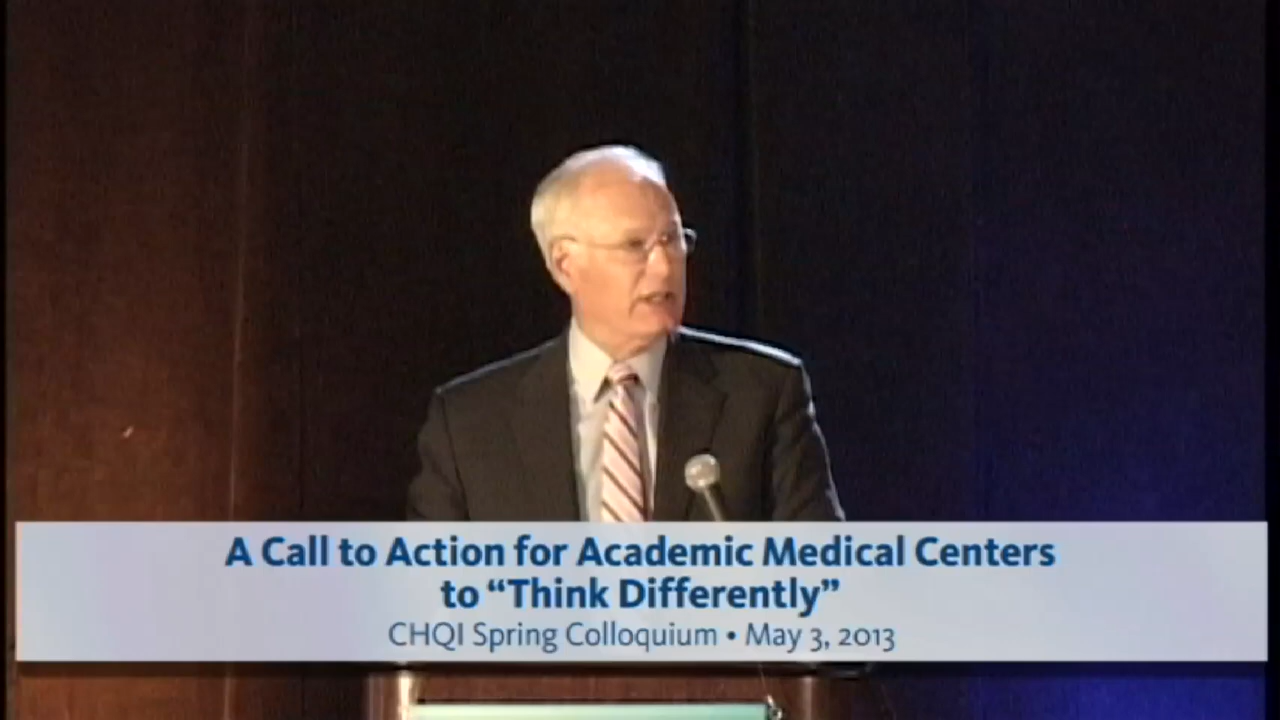 A Call to Action for Academic Medical Centers
to “Think Differently”
CHQI Spring Colloquium • May 3, 2013